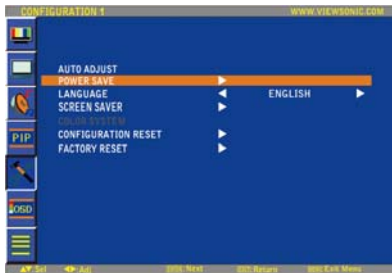 CONFIGURATION 1 WWW.VIEWSONIC.COM
AUTO ADJUST
POWER SAVE
LANGUAGE ENGLISH
SCREEN SAVER
COLOR SYSTEM
CONFIGURATION RESET
FACTORY RESET
PIP
OSD
▲▼:Sel ◄►:Adj :Next EXIT:Return :Exit Menu